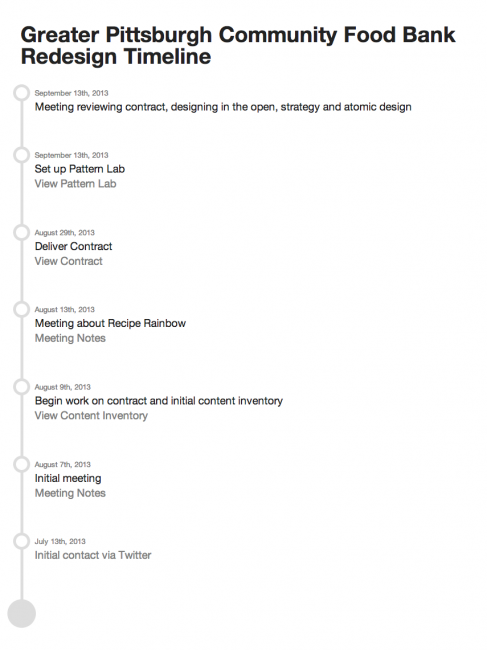 Greater Pittsburgh Community Food Bank
Redesign Timeline
September 13th, 2013
Meeting reviewing contract, designing in the open, strategy and atomic design
September 13th, 2013
Set up Pattern Lab
View Pattern Lab
August 29th, 2013
Deliver Contract
View Contract
August 13th, 2013
Meeting about Recipe Rainbow
Meeting Notes
August 9th, 2013
Begin work on contract and initial content inventory
View Content Inventory
August 7th, 2013
Initial meeting
Meeting Notes
July 13th, 2013
Initial contact via Twitter